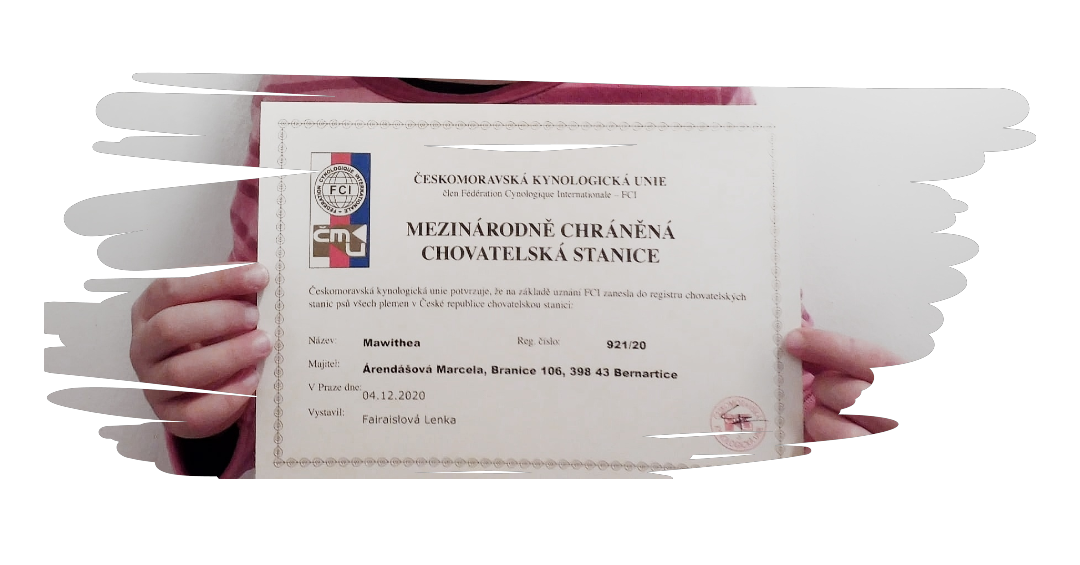 FÉDÉRATION CYNOLOGIQUE INTERNATIONALE
FCI
ČMKU
ČESKOMORAVSKÁ KYNOLOGICKÁ UNIE
člen Fédération Cynologique Internationale – FCI
MEZINÁRODNĚ CHRÁNĚNÁ
CHOVATELSKÁ STANICE
Českomoravská kynologická unie potvrzuje, že na základě uznání FCI zanesla do registru chovatelských
stanic psů všech plemen v České republice chovatelskou stanici:
Název: Mawithea Reg. číslo: 921/20
Majitel: Árendášová Marcela, Branice 106, 398 43 Bernartice
V Praze dne: 04.12.2020
Vystavil: Fairaislová Lenka